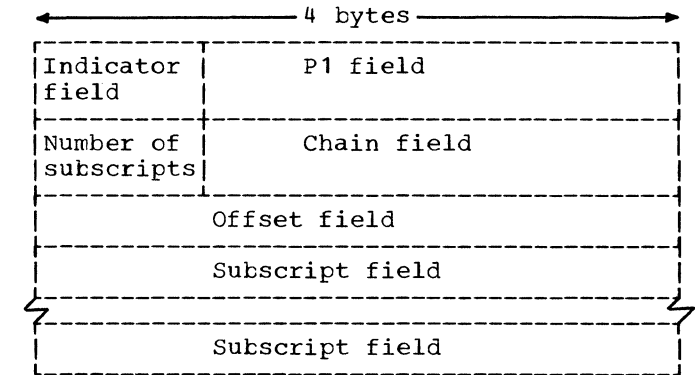 4 bytes
Indicator P1 field
field
Number of Chain field
subscripts
Offset field
Subscript field
Subscript field